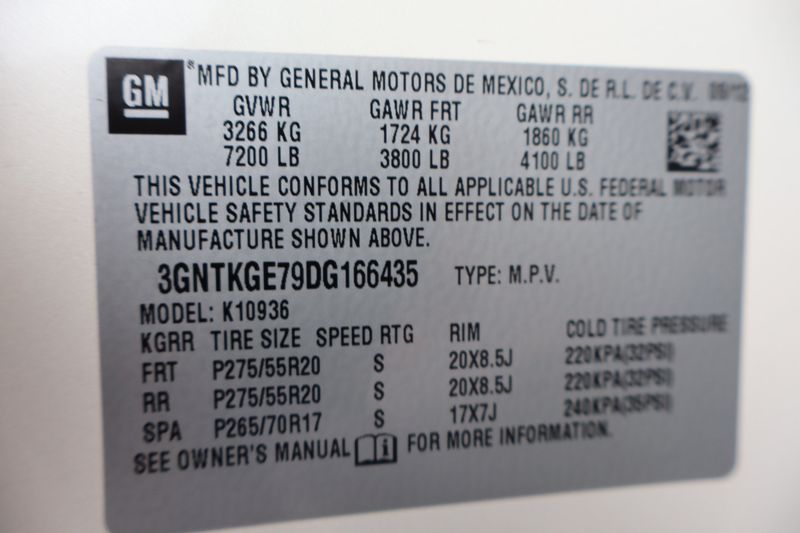 GM
®
MFD BY GENERAL MOTORS DE MEXICO, S. DE R.L. DE C.V. 09/12
GVWR GAWR FRT GAWR RR
3266 KG 1724 KG 1860 KG
7200 LB 3800 LB 4100 LB
THIS VEHICLE CONFORMS TO ALL APPLICABLE U.S. FEDERAL MOTOR
VEHICLE SAFETY STANDARDS IN EFFECT ON THE DATE OF
MANUFACTURE SHOWN ABOVE.
3GNTKGE79DG166435 TYPE: M.P.V.
MODEL: K10936
KGRR TIRE SIZE SPEED RTG RIM COLD TIRE PRESSURE
FRT P275/55R20 S 20X8.5J 220KPA(32PSI)
RR P275/55R20 S 20X8.5J 220KPA(32PSI)
SPA P265/70R17 S 17X7J 240KPA(35PSI)
SEE OWNER'S MANUAL FOR MORE INFORMATION.